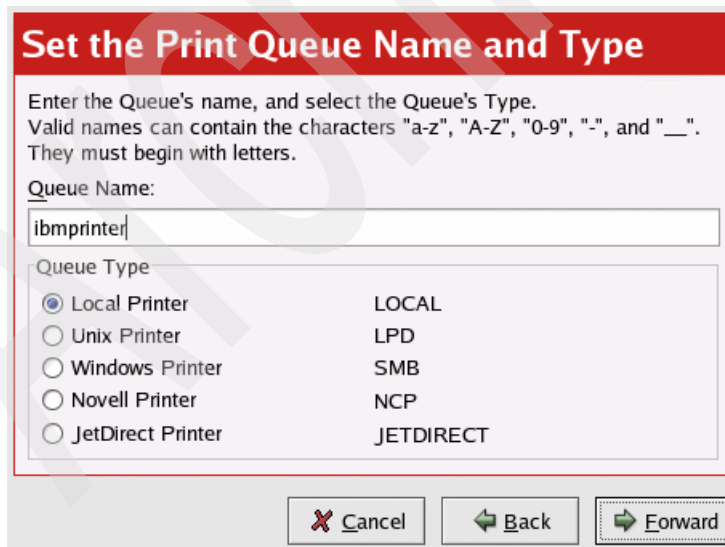 Set the Print Queue Name and Type
Enter the Queue's name, and select the Queue's Type.
Valid names can contain the characters "a-z", "A-Z", "0-9", "-", and "__".
They must begin with letters.
Queue Name:
ibmprinter
Queue Type
Local Printer LOCAL
Unix Printer LPD
Windows Printer SMB
Novell Printer NCP
JetDirect Printer JETDIRECT
Cancel Back Forward